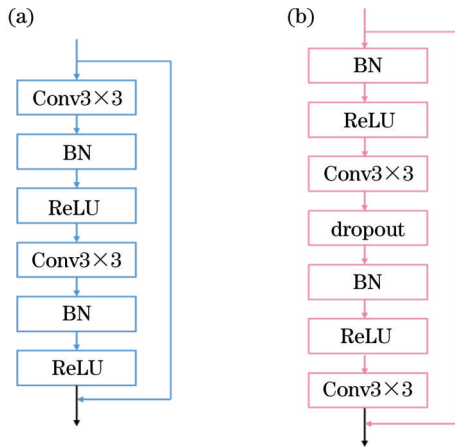 (a)
Conv3×3
BN
ReLU
Conv3×3
BN
ReLU
(b)
BN
ReLU
Conv3×3
dropout
BN
ReLU
Conv3×3